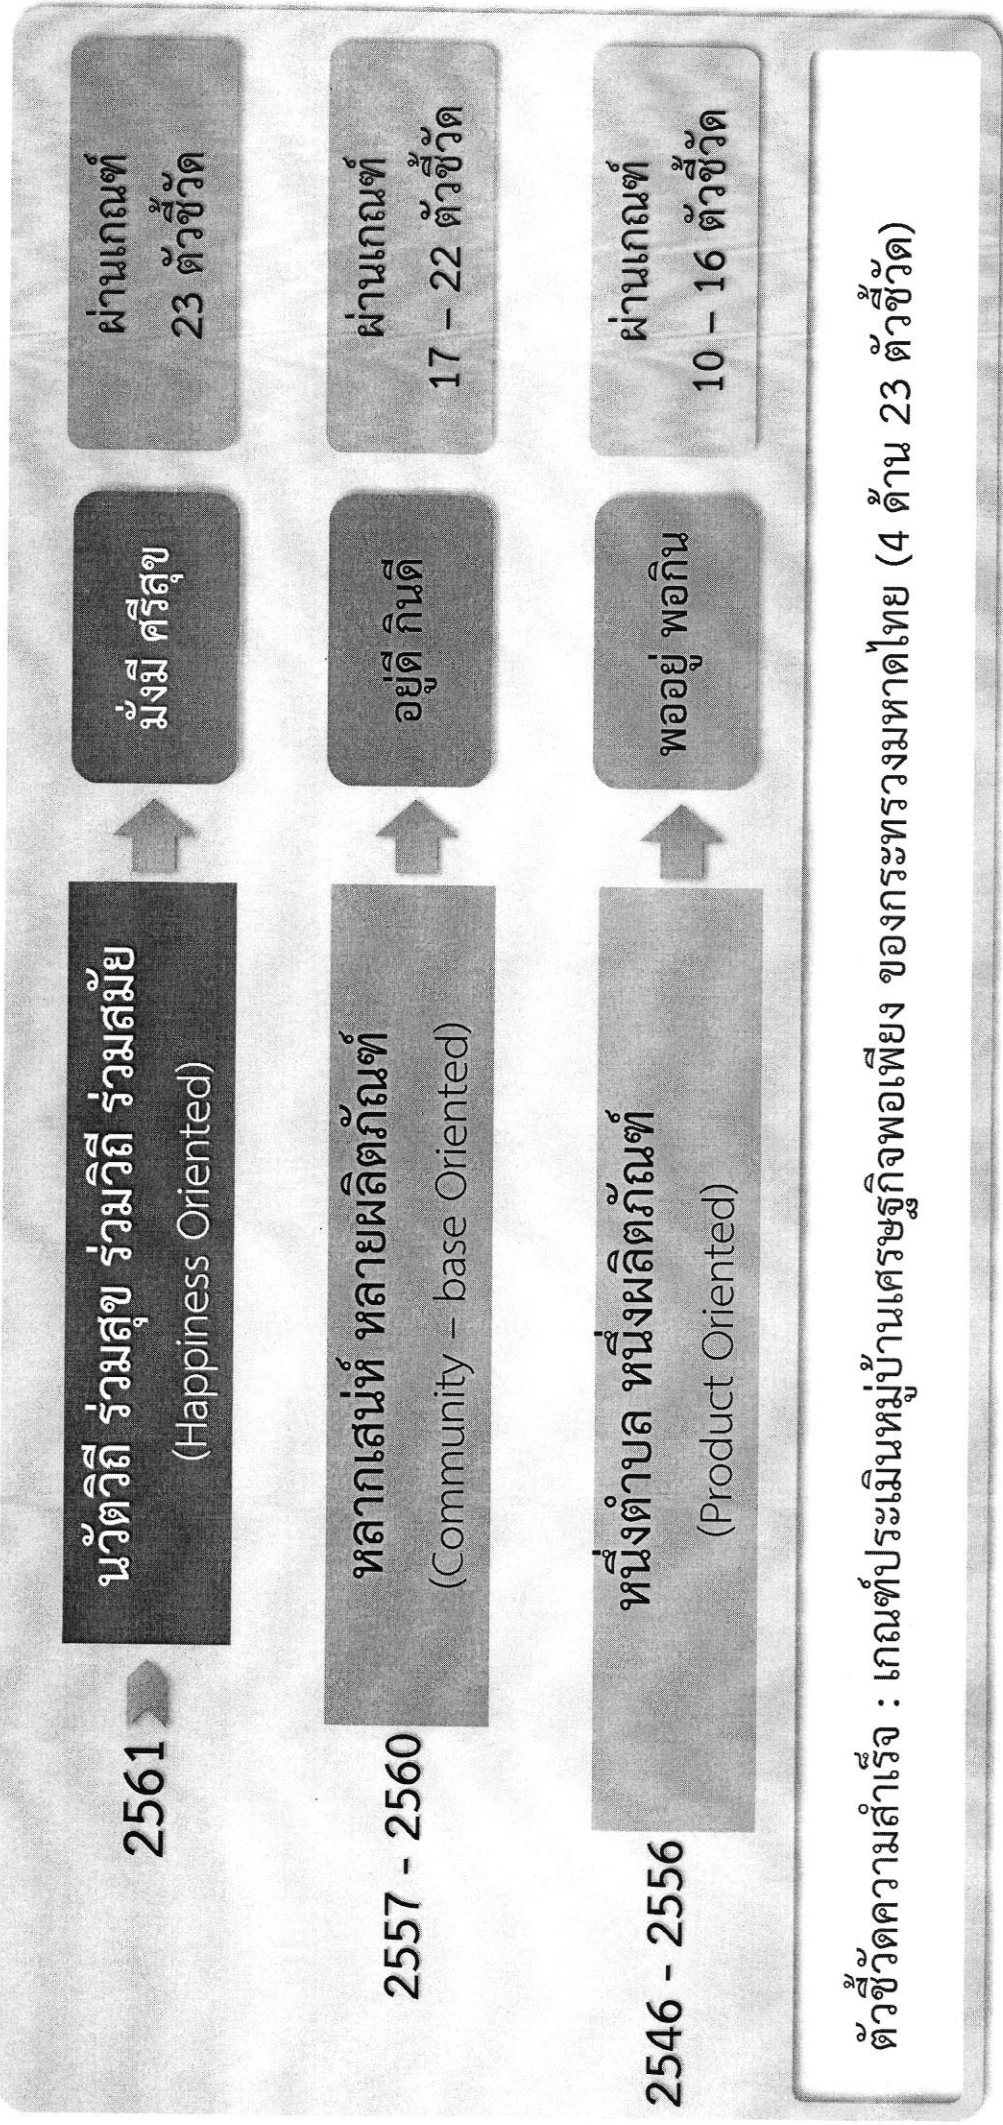 2561
นวัตวิถี ร่วมสุข ร่วมวิถี ร่วมสมัย
(Happiness Oriented)
มั่งมี ศรีสุข
ผ่านเกณฑ์
23 ตัวชี้วัด
2557 - 2560
หลากเสน่ห์ หลายผลิตภัณฑ์
(Community – base Oriented)
อยู่ดี กินดี
ผ่านเกณฑ์
17 – 22 ตัวชี้วัด
2546 - 2556
หนึ่งตำบล หนึ่งผลิตภัณฑ์
(Product Oriented)
พออยู่ พอกิน
ผ่านเกณฑ์
10 – 16 ตัวชี้วัด
ตัวชี้วัดความสำเร็จ : เกณฑ์ประเมินหมู่บ้านเศรษฐกิจพอเพียง ของกระทรวงมหาดไทย (4 ด้าน 23 ตัวชี้วัด)